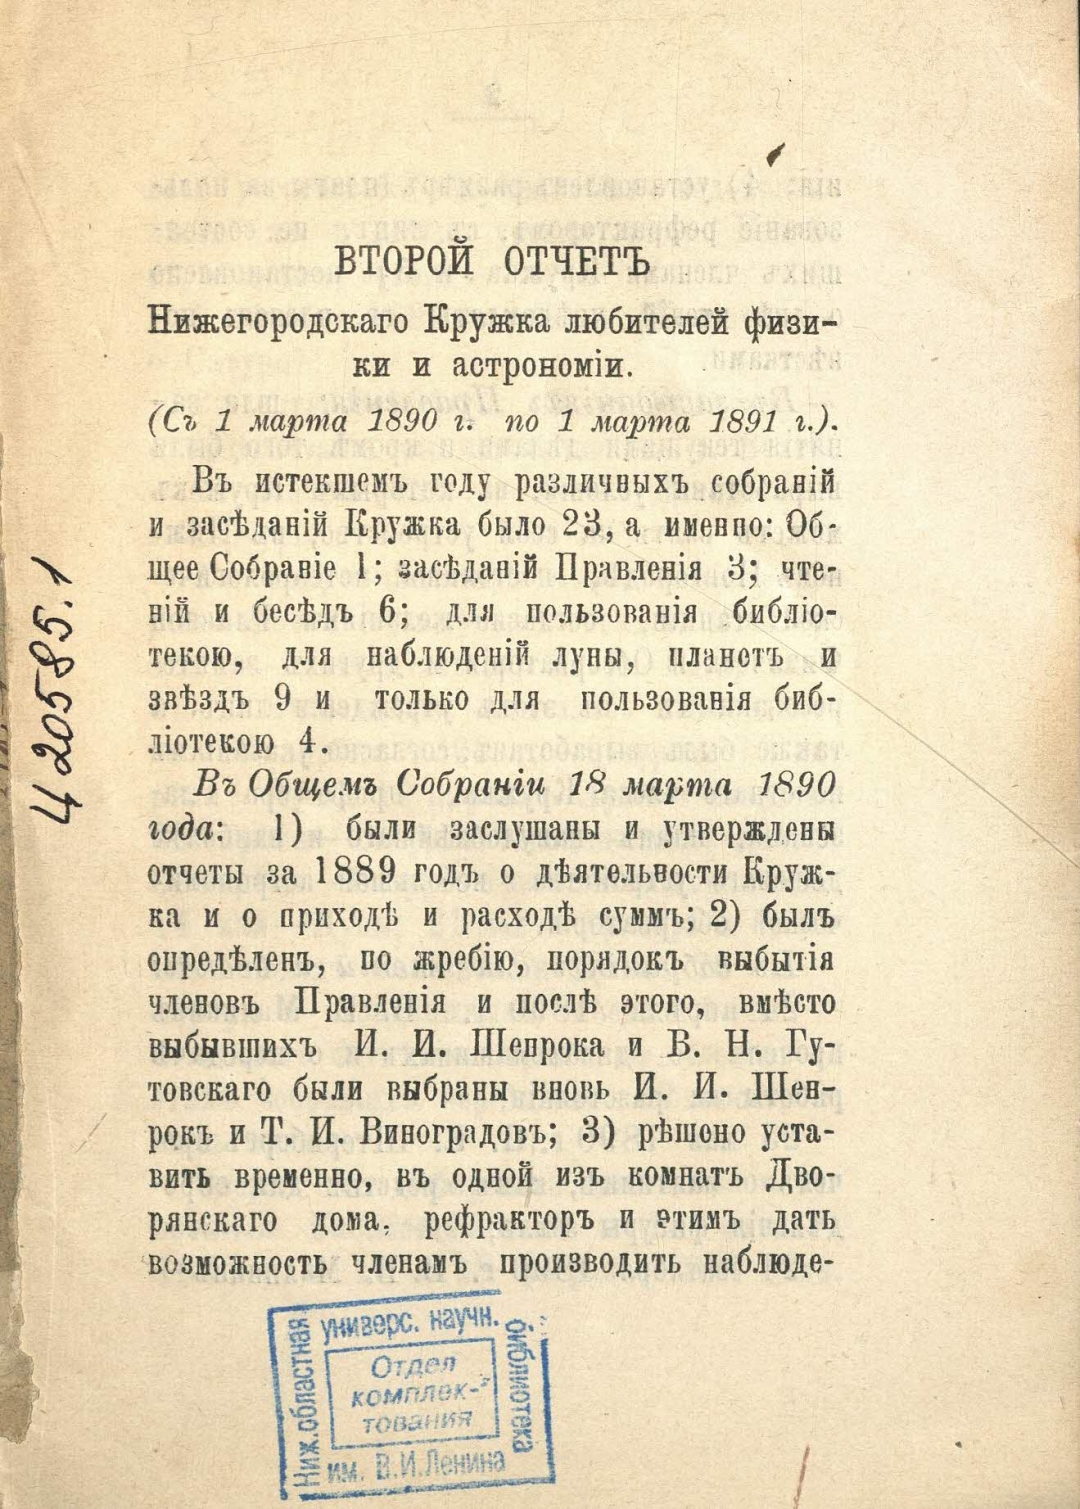 ВТОРОЙ ОТЧЕТЪ
Нижегородскаго Кружка любителей физи-
ки и астрономіи.
(Съ 1 марта 1890 г. по 1 марта 1891 г.).
Въ истекшемъ году различныхъ собраній
и засѣданій Кружка было 23, а именно: Об-
щее Собраніе 1; засѣданій Правленія 3; чте-
ній и бесѣдъ 6; для пользованія библіо-
текою, для наблюденій луны, планетъ и
звѣздъ 9 и только для пользованія биб-
ліотекою 4.
Въ Общемъ Собраніи 18 марта 1890
года: 1) были заслушаны и утверждены
отчеты за 1889 годъ о дѣятельности Круж-
ка и о приходѣ и расходѣ суммъ; 2) былъ
опредѣленъ, по жребію, порядокъ выбытія
членовъ Правленія и послѣ этого, вмѣсто
выбывшихъ И. И. Шенрока и В. Н. Гу-
товскаго были выбраны вновь И. И. Шен-
рокъ и Т. И. Виноградовъ; 3) рѣшено уста-
вить временно, въ одной изъ комнатъ Дво-
рянскаго дома, рефракторъ и этимъ дать
возможность членамъ производить наблюде-
Ч 20585.1
Ниж. областная
универс. научн.
библиотека
им. В.И.Ленина
Отдел
комплек-
тования